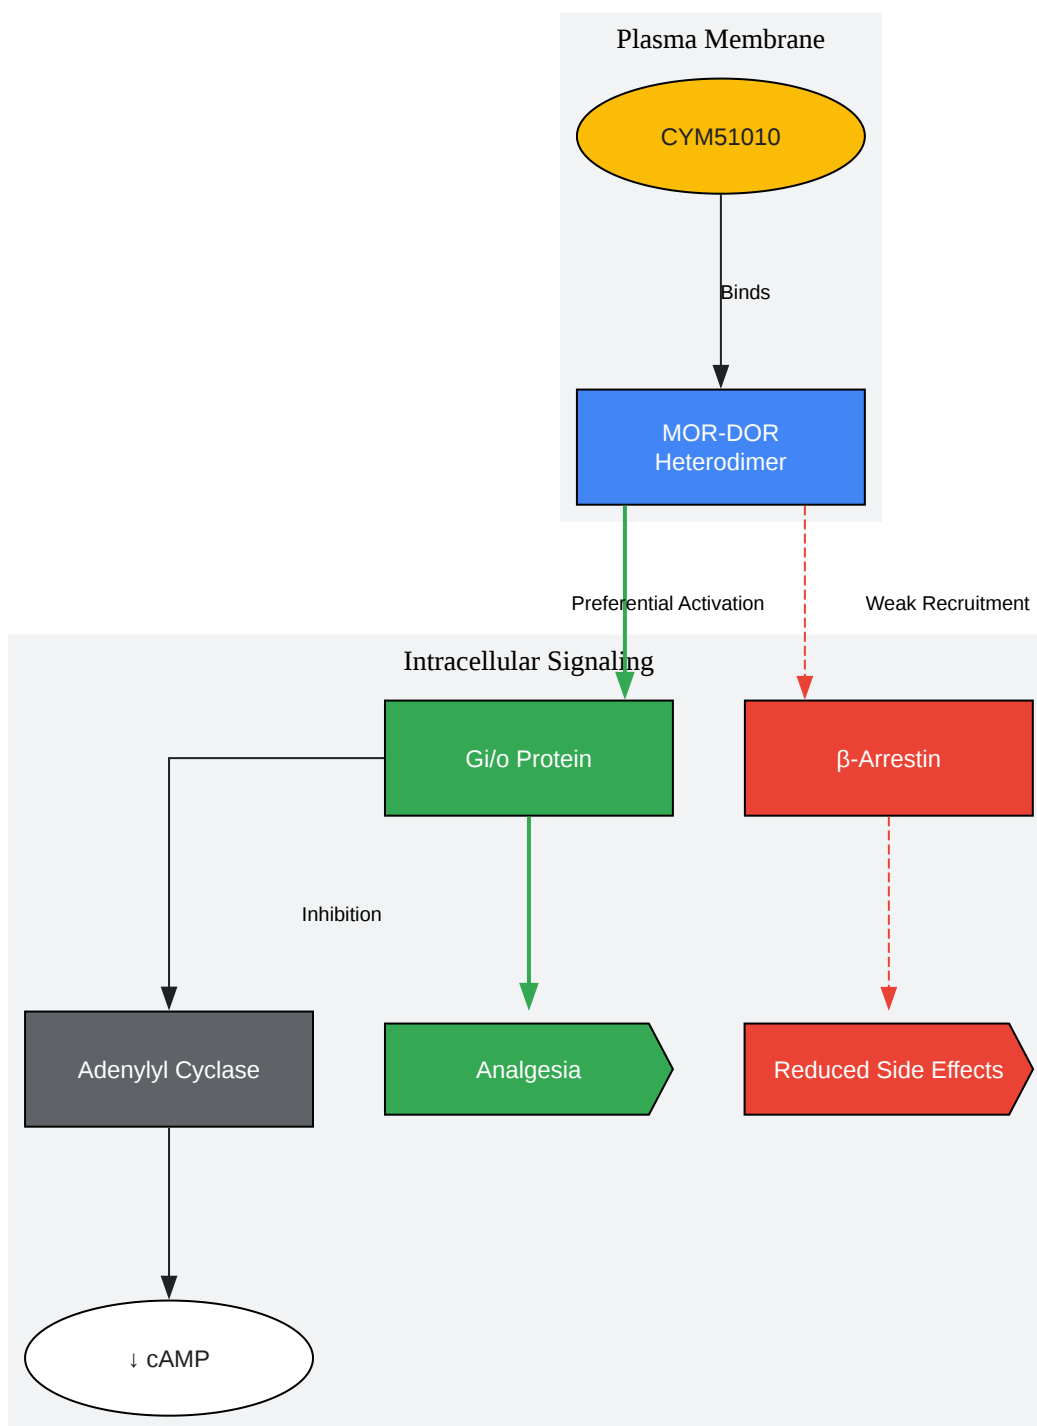 Plasma Membrane
CYM51010
Binds
MOR-DOR
Heterodimer
Preferential Activation
Weak Recruitment
Intracellular Signaling
Gi/o Protein
β-Arrestin
Inhibition
Adenylyl Cyclase
Analgesia
Reduced Side Effects
↓ cAMP